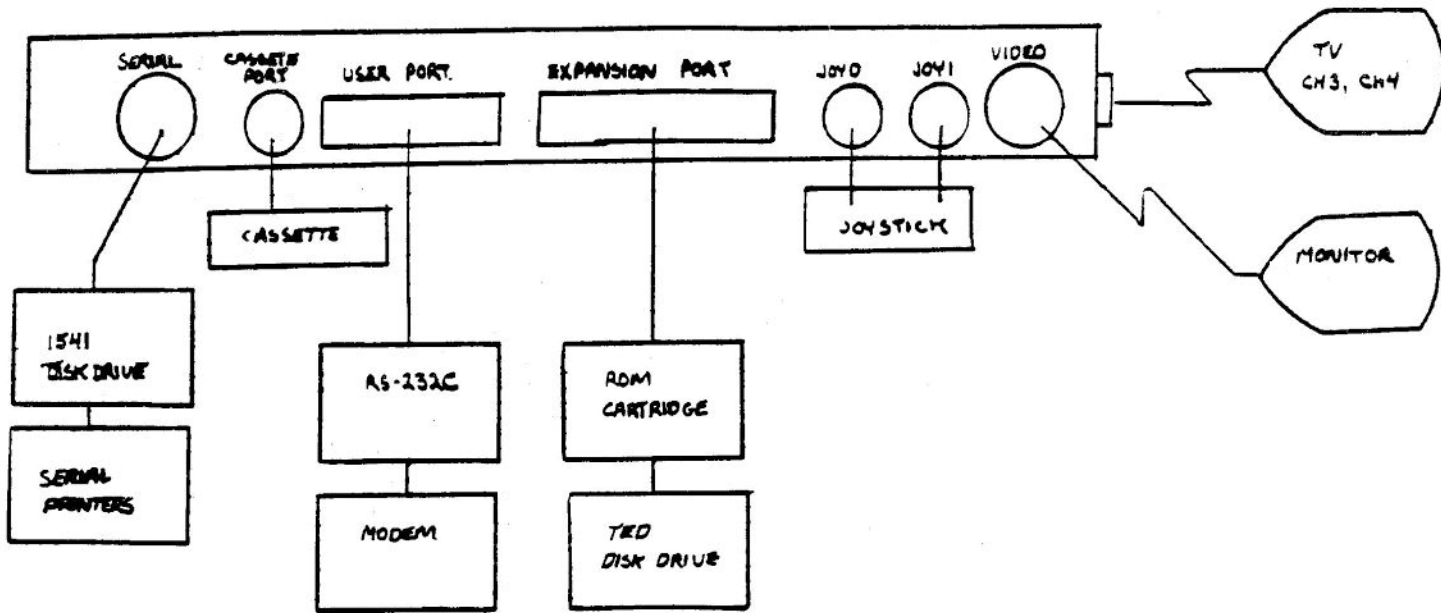 SERIAL
CASSETTE
PORT
USER PORT.
EXPANSION PORT
JOY0
JOY1
VIDEO
TV
CH3, CH4
CASSETTE
JOYSTICK
MONITOR
1541
DISK DRIVE
RS-232C
ROM
CARTRIDGE
SERIAL
PRINTERS
MODEM
TED
DISK DRIVE